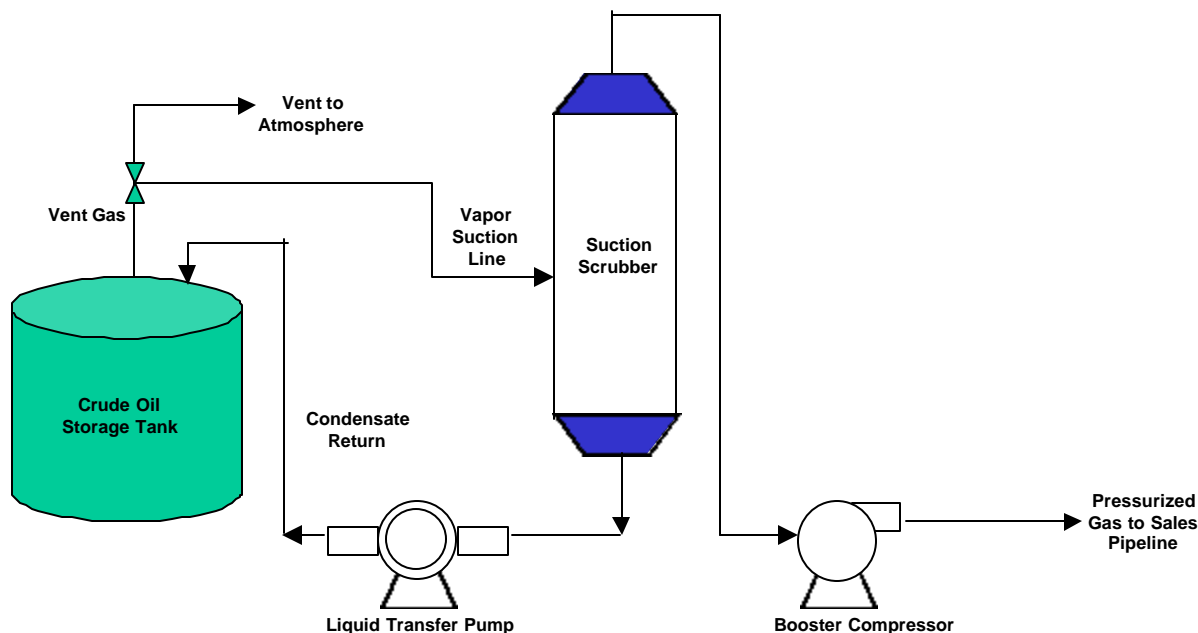 Vent to
Atmosphere
Vent Gas
Vapor
Suction
Line
Suction
Scrubber
Crude Oil
Storage Tank
Condensate
Return
Pressurized
Gas to Sales
Pipeline
Liquid Transfer Pump
Booster Compressor